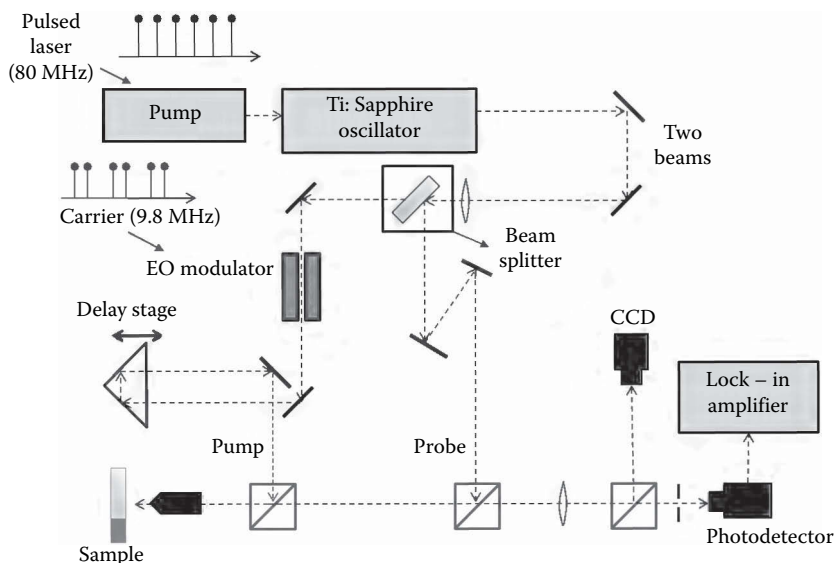 Pulsed
laser
(80 MHz)
Pump
Ti: Sapphire
oscillator
Two
beams
Carrier (9.8 MHz)
EO modulator
Beam
splitter
Delay stage
CCD
Lock – in
amplifier
Pump
Probe
Sample
Photodetector